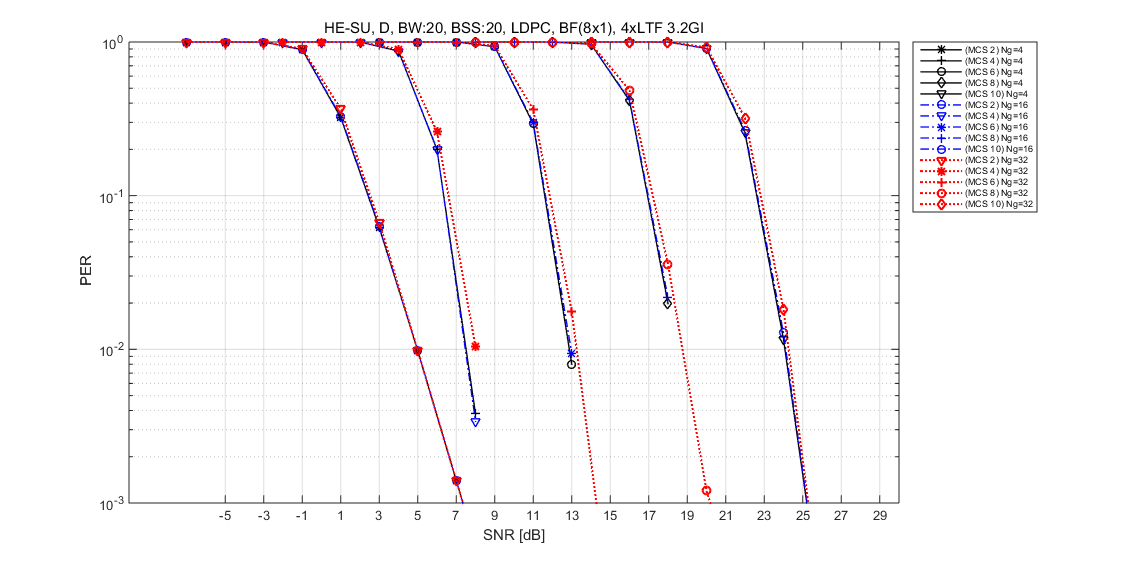 HE-SU, D, BW:20, BSS:20, LDPC, BF(8x1), 4xLTF 3.2GI
10^0
10^-1
10^-2
10^-3
PER
-5 -3 -1 1 3 5 7 9 11 13 15 17 19 21 23 25 27 29
SNR [dB]
(MCS 2) Ng=4
(MCS 4) Ng=4
(MCS 6) Ng=4
(MCS 8) Ng=4
(MCS 10) Ng=4
(MCS 2) Ng=16
(MCS 4) Ng=16
(MCS 6) Ng=16
(MCS 8) Ng=16
(MCS 10) Ng=16
(MCS 2) Ng=32
(MCS 4) Ng=32
(MCS 6) Ng=32
(MCS 8) Ng=32
(MCS 10) Ng=32